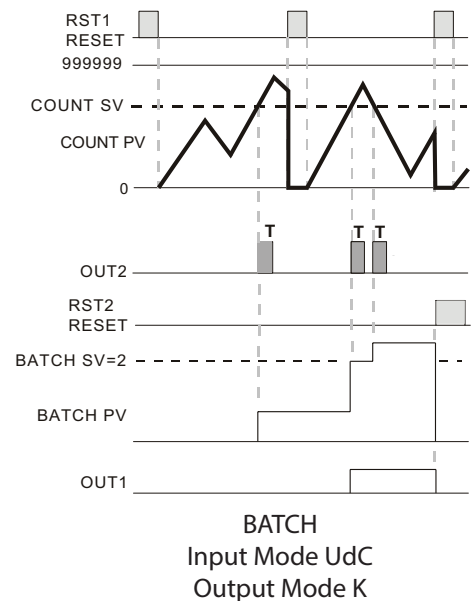 RST1
RESET
999999
COUNT SV
COUNT PV
0
T
T
T
OUT2
RST2
RESET
BATCH SV=2
BATCH PV
OUT1
BATCH
Input Mode UdC
Output Mode K